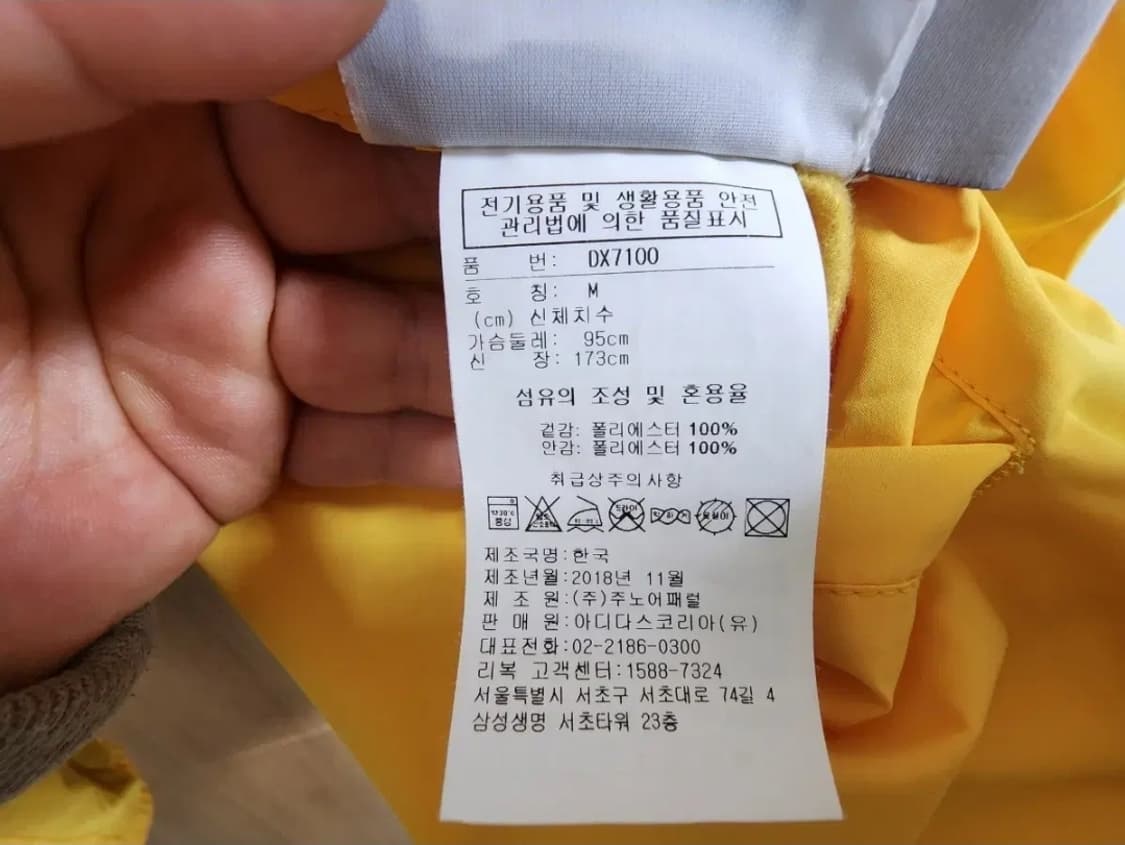 전기용품 및 생활용품 안전
관리법에 의한 품질표시
품 번: DX7100
호 칭: M
(cm) 신체치수
가슴둘레: 95cm
신 장: 173cm
섬유의 조성 및 혼용율
겉감: 폴리에스터 100%
안감: 폴리에스터 100%
취급상주의사항
드라이
제조국명:한국
제조년월:2018년 11월
제 조 원:(주)주노어패럴
판 매 원:아디다스코리아(유)
대표전화:02-2186-0300
리복 고객센터:1588-7324
서울특별시 서초구 서초대로 74길 4
삼성생명 서초타워 23층